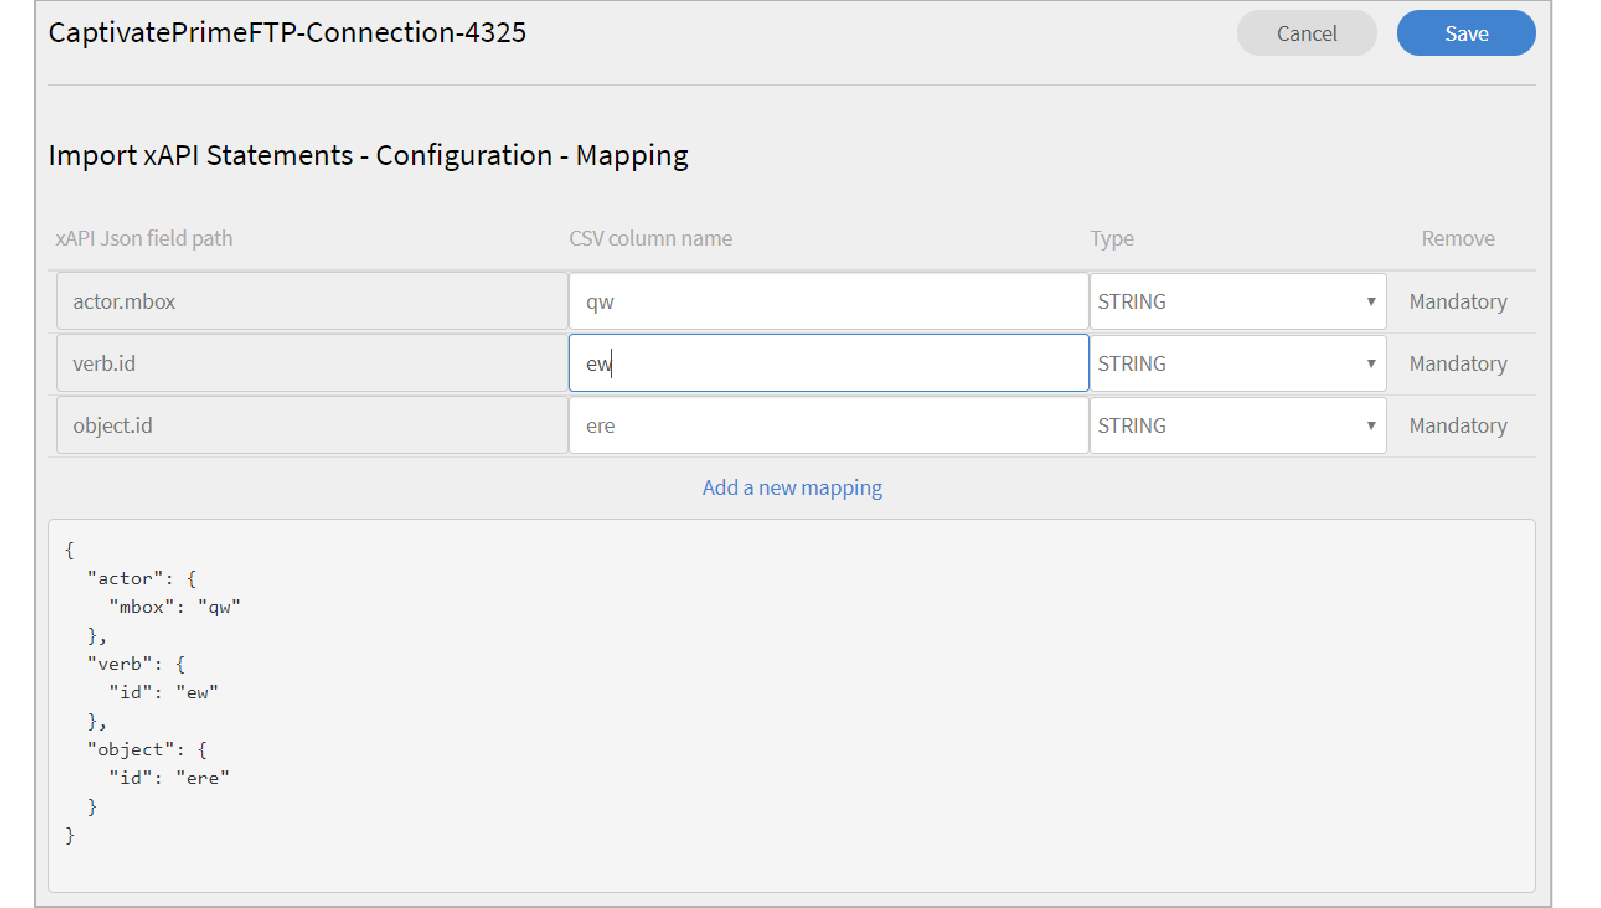 CaptivatePrimeFTP-Connection-4325 Cancel Save
Import xAPI Statements - Configuration - Mapping
xAPI Json field path CSV column name Type Remove
actor.mbox qw STRING Mandatory
verb.id ew STRING Mandatory
object.id ere STRING Mandatory
Add a new mapping
{
  "actor": {
    "mbox": "qw"
  },
  "verb": {
    "id": "ew"
  },
  "object": {
    "id": "ere"
  }
}